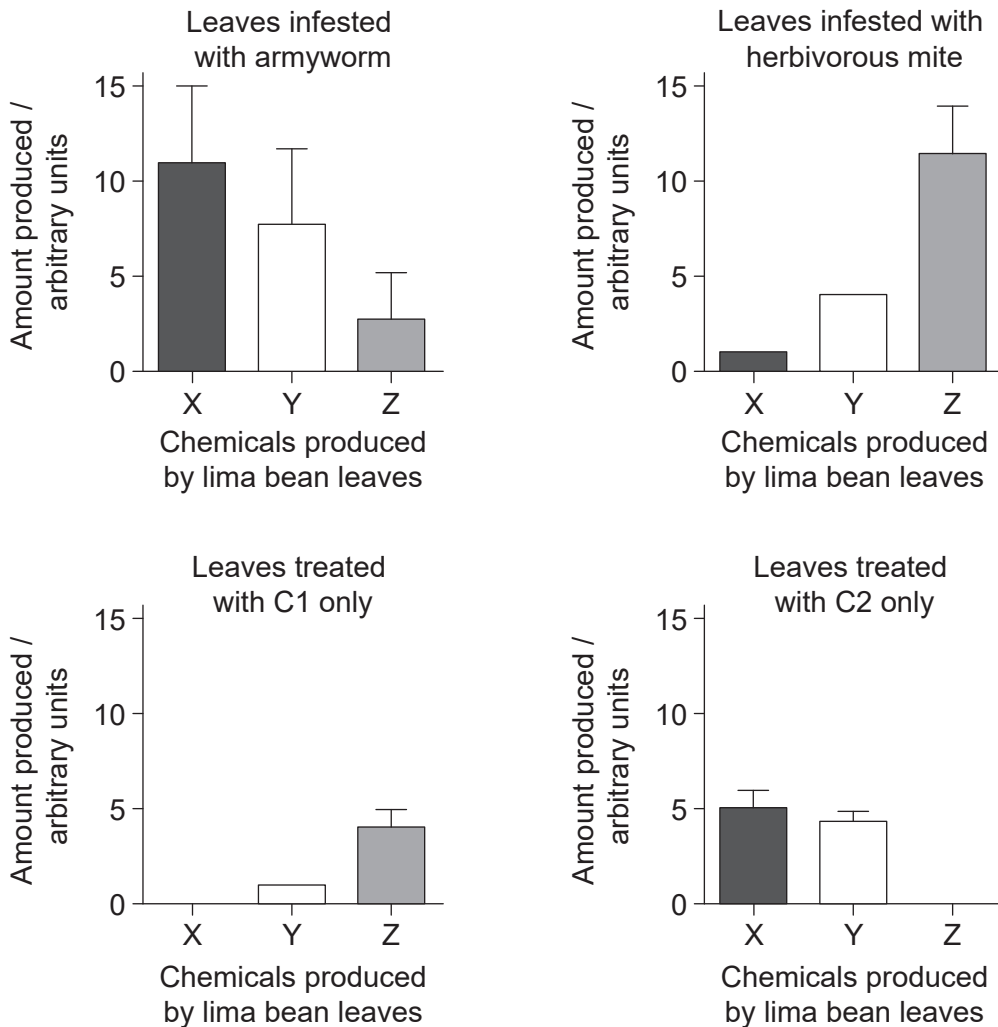 Leaves infested
with armyworm
15
10
5
0
Amount produced /
arbitrary units
X Y Z
Chemicals produced
by lima bean leaves
Leaves infested with
herbivorous mite
15
10
5
0
Amount produced /
arbitrary units
X Y Z
Chemicals produced
by lima bean leaves
Leaves treated
with C1 only
15
10
5
0
Amount produced /
arbitrary units
X Y Z
Chemicals produced
by lima bean leaves
Leaves treated
with C2 only
15
10
5
0
Amount produced /
arbitrary units
X Y Z
Chemicals produced
by lima bean leaves